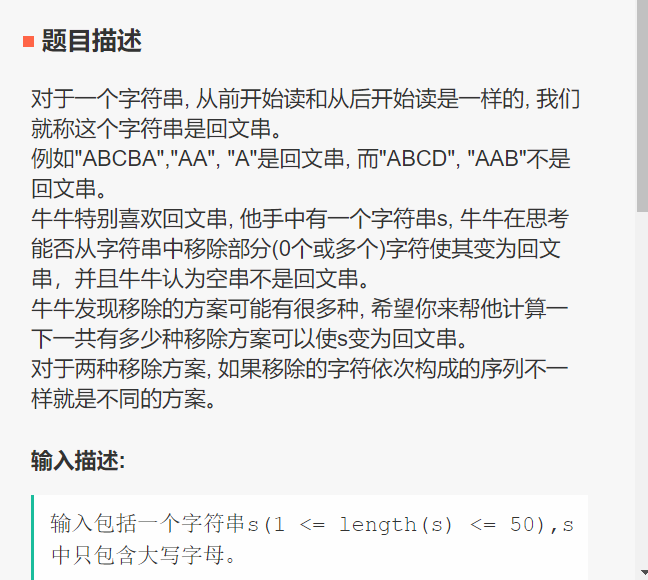 题目描述
对于一个字符串, 从前开始读和从后开始读是一样的, 我们
就称这个字符串是回文串。
例如"ABCBA","AA", "A"是回文串, 而"ABCD", "AAB"不是
回文串。
牛牛特别喜欢回文串, 他手中有一个字符串s, 牛牛在思考
能否从字符串中移除部分(0个或多个)字符使其变为回文
串，并且牛牛认为空串不是回文串。
牛牛发现移除的方案可能有很多种, 希望你来帮他计算一
下一共有多少种移除方案可以使s变为回文串。
对于两种移除方案, 如果移除的字符依次构成的序列不一
样就是不同的方案。
输入描述:
输入包括一个字符串s(1 <= length(s) <= 50),s
中只包含大写字母。